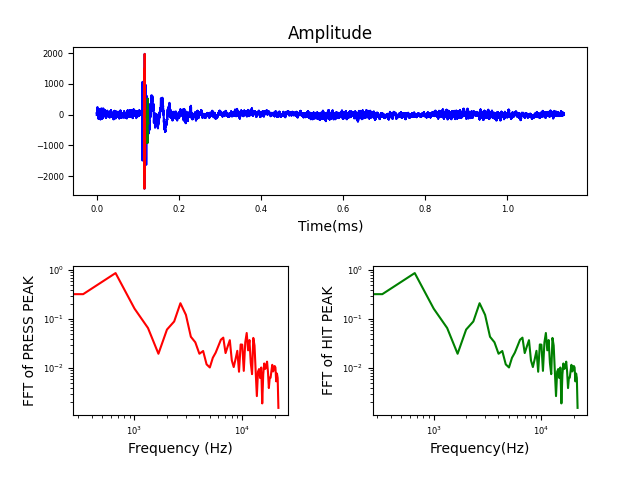 Amplitude
2000
1000
0
−1000
−2000
0.0 0.2 0.4 0.6 0.8 1.0
Time(ms)
FFT of PRESS PEAK
10⁰
10⁻¹
10⁻²
10³ 10⁴
Frequency (Hz)
FFT of HIT PEAK
10⁰
10⁻¹
10⁻²
10³ 10⁴
Frequency(Hz)